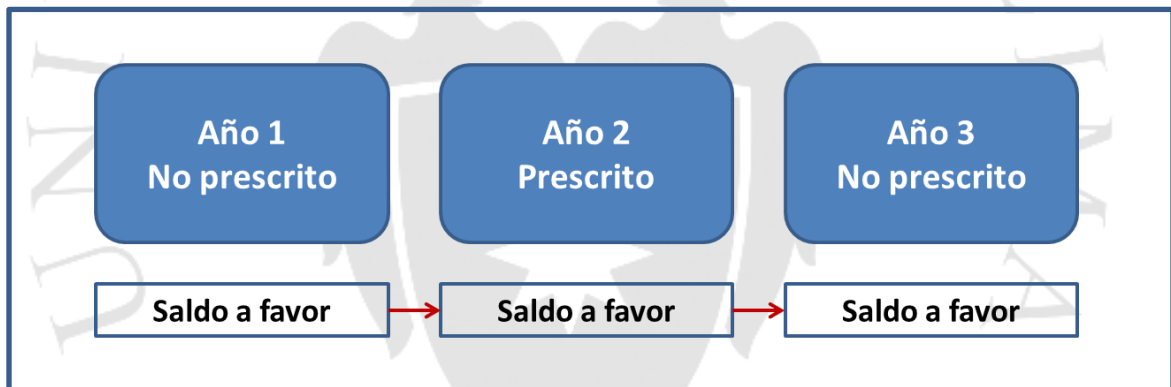 Año 1
No prescrito
Año 2
Prescrito
Año 3
No prescrito
Saldo a favor
Saldo a favor
Saldo a favor